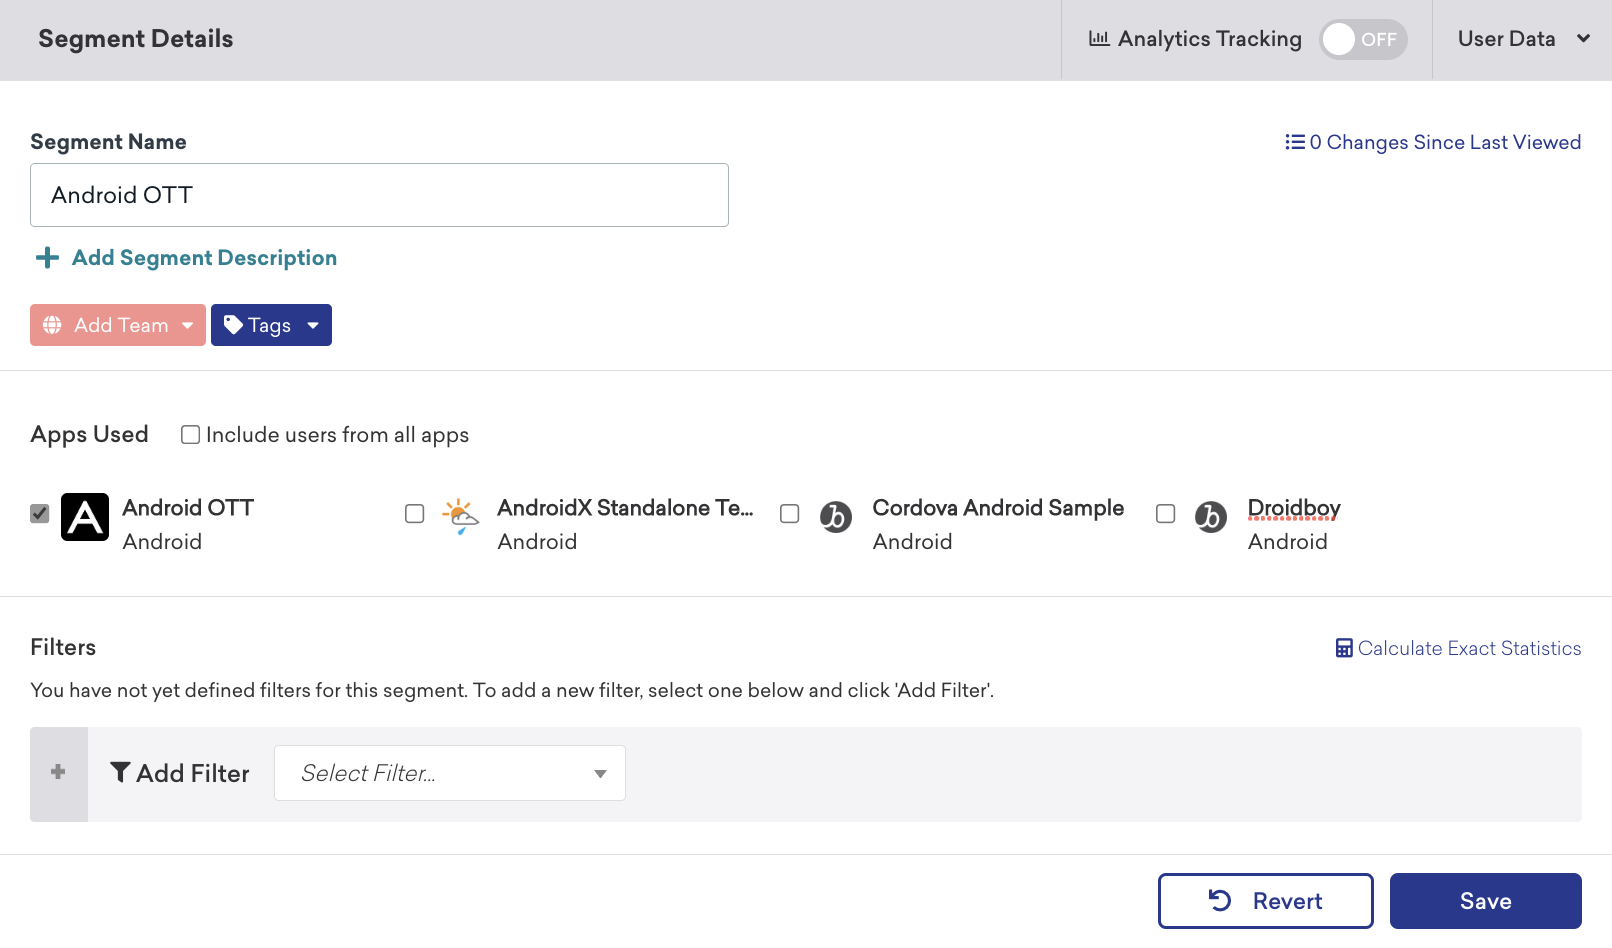 Segment Details
Analytics Tracking
OFF
User Data
Segment Name
0 Changes Since Last Viewed
Android OTT
Add Segment Description
Add Team
Tags
Apps Used
Include users from all apps
A
Android OTT
Android
AndroidX Standalone Te...
Android
b
Cordova Android Sample
Android
b
Droidboy
Android
Filters
Calculate Exact Statistics
You have not yet defined filters for this segment. To add a new filter, select one below and click 'Add Filter'.
Add Filter
Select Filter...
Revert
Save